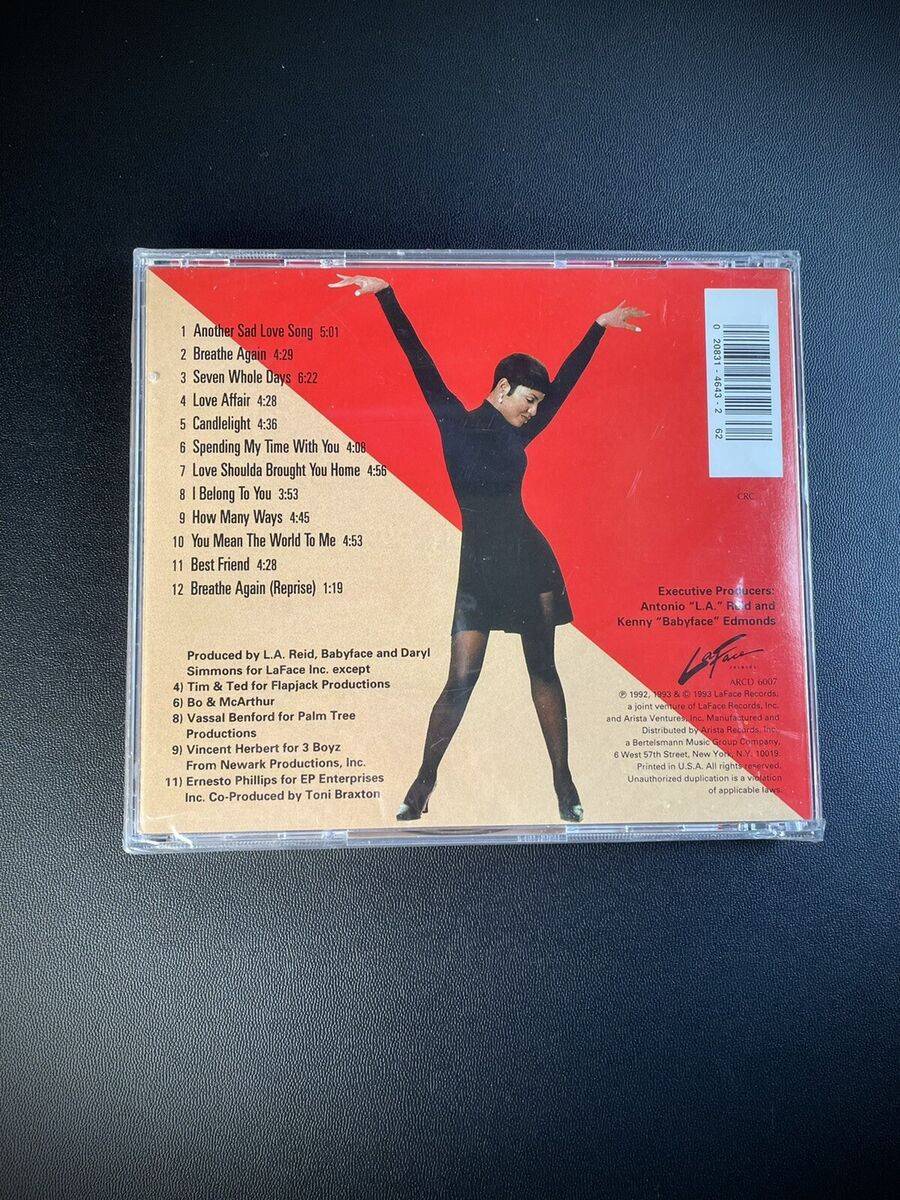 1 Another Sad Love Song 5:01
2 Breathe Again 4:29
3 Seven Whole Days 6:22
4 Love Affair 4:28
5 Candlelight 4:36
6 Spending My Time With You 4:08
7 Love Shoulda Brought You Home 4:56
8 I Belong To You 3:53
9 How Many Ways 4:45
10 You Mean The World To Me 4:53
11 Best Friend 4:28
12 Breathe Again (Reprise) 1:19
Produced by L.A. Reid, Babyface and Daryl
Simmons for LaFace Inc. except
4) Tim & Ted for Flapjack Productions
6) Bo & McArthur
8) Vassal Benford for Palm Tree
Productions
9) Vincent Herbert for 3 Boyz
From Newark Productions, Inc.
11) Ernesto Phillips for EP Enterprises
Inc. Co-Produced by Toni Braxton
0 20831 - 4643 - 2 62
CRC
Executive Producers:
Antonio "L.A." Reid and
Kenny "Babyface" Edmonds
LaFace
RECORDS
ARCD 6007
℗ 1992, 1993 & © 1993 LaFace Records,
a joint venture of LaFace Records, Inc.
and Arista Ventures, Inc. Manufactured and
Distributed by Arista Records, Inc.,
a Bertelsmann Music Group Company,
6 West 57th Street, New York, N.Y. 10019.
Printed in U.S.A. All rights reserved.
Unauthorized duplication is a violation
of applicable laws.